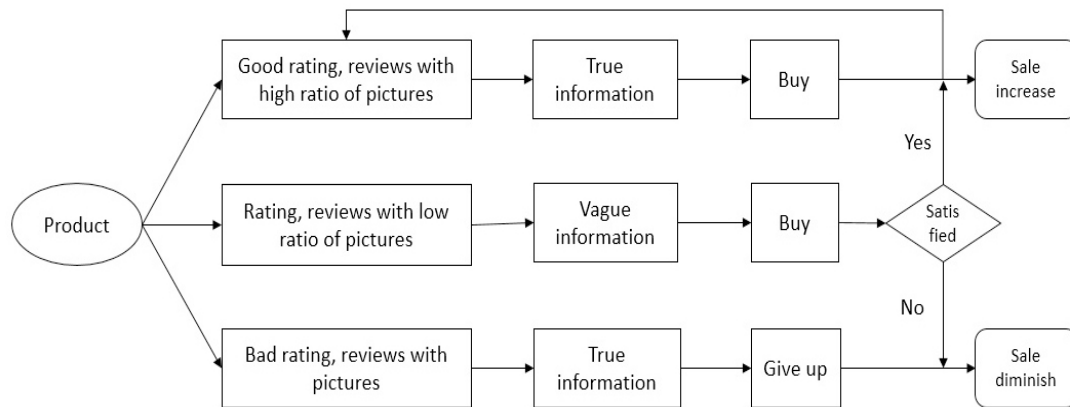 Good rating, reviews with
high ratio of pictures
True
information
Buy
Sale
increase
Yes
Product
Rating, reviews with low
ratio of pictures
Vague
information
Buy
Satis
fied
No
Bad rating, reviews with
pictures
True
information
Give up
Sale
diminish